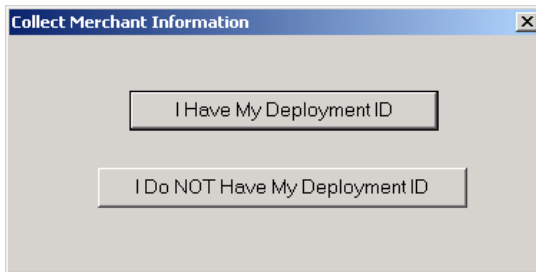 Collect Merchant Information
I Have My Deployment ID
I Do NOT Have My Deployment ID